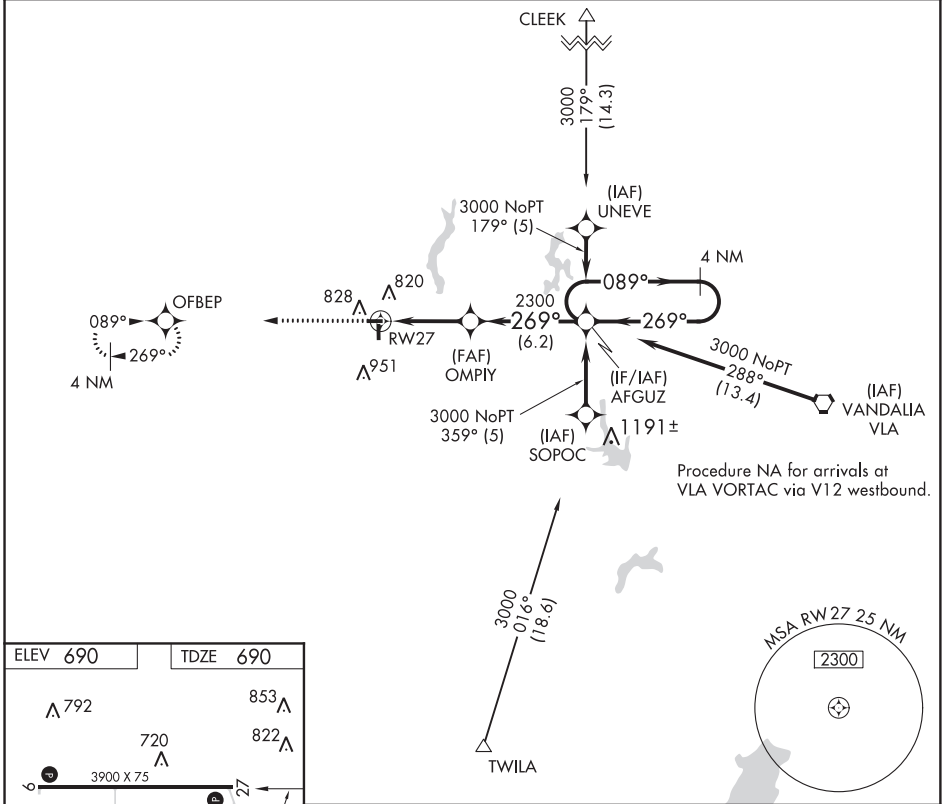 CLEEK
3000
179°
(14.3)
(IAF)
UNEVE
3000 NoPT
179° (5)
4 NM
089°
820
828
OFBEP
089°
269°
4 NM
RW27
2300
269°
(6.2)
269°
(FAF)
OMPIY
951
(IF/IAF)
AFGUZ
3000 NoPT
288°
(13.4)
(IAF)
VANDALIA
VLA
3000 NoPT
359° (5)
(IAF)
SOPOC
1191±
Procedure NA for arrivals at
VLA VORTAC via V12 westbound.
3000
016°
(18.6)
TWILA
MSA RW27 25 NM
2300
ELEV 690
TDZE 690
792
853
720
822
P
3900 X 75
9
27
P